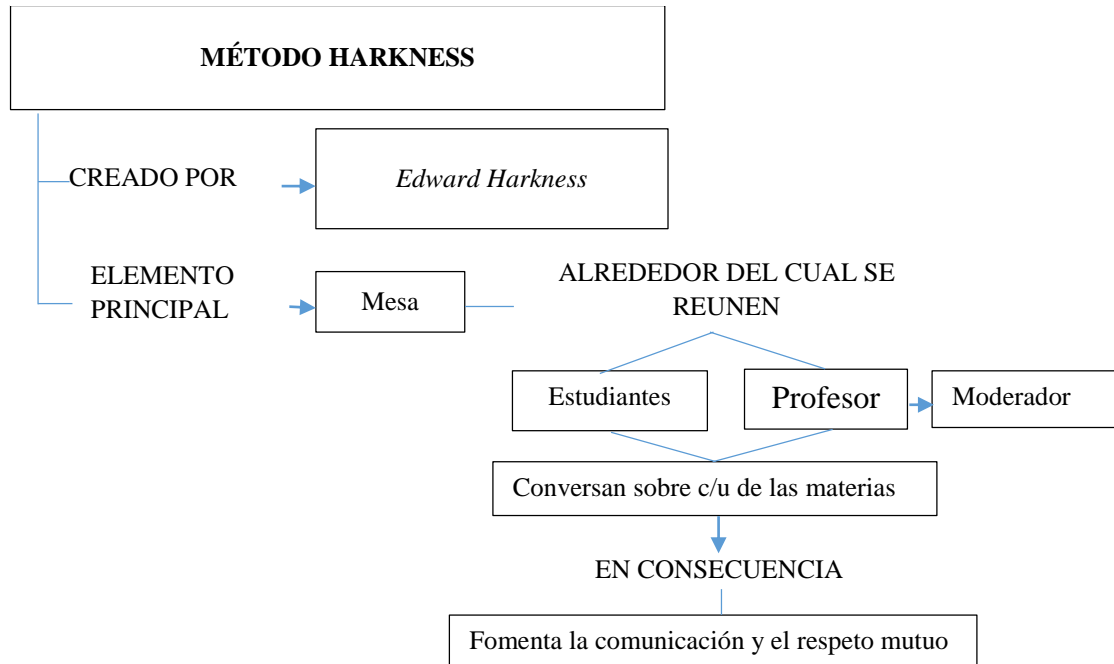 MÉTODO HARKNESS
CREADO POR
Edward Harkness
ELEMENTO
PRINCIPAL
Mesa
ALREDEDOR DEL CUAL SE
REUNEN
Estudiantes
Profesor
Moderador
Conversan sobre c/u de las materias
EN CONSECUENCIA
Fomenta la comunicación y el respeto mutuo